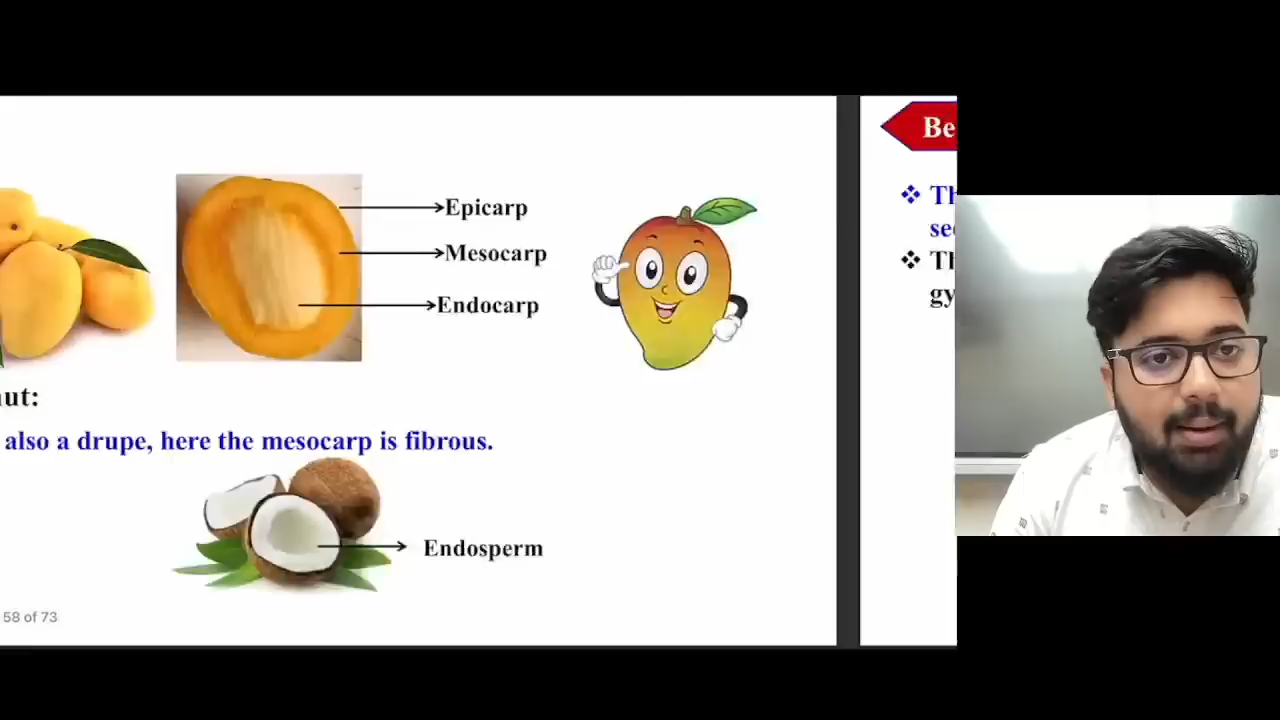 Epicarp
Mesocarp
Endocarp
ut:
also a drupe, here the mesocarp is fibrous.
Endosperm
58 of 73
Be
Th
se
Th
gy